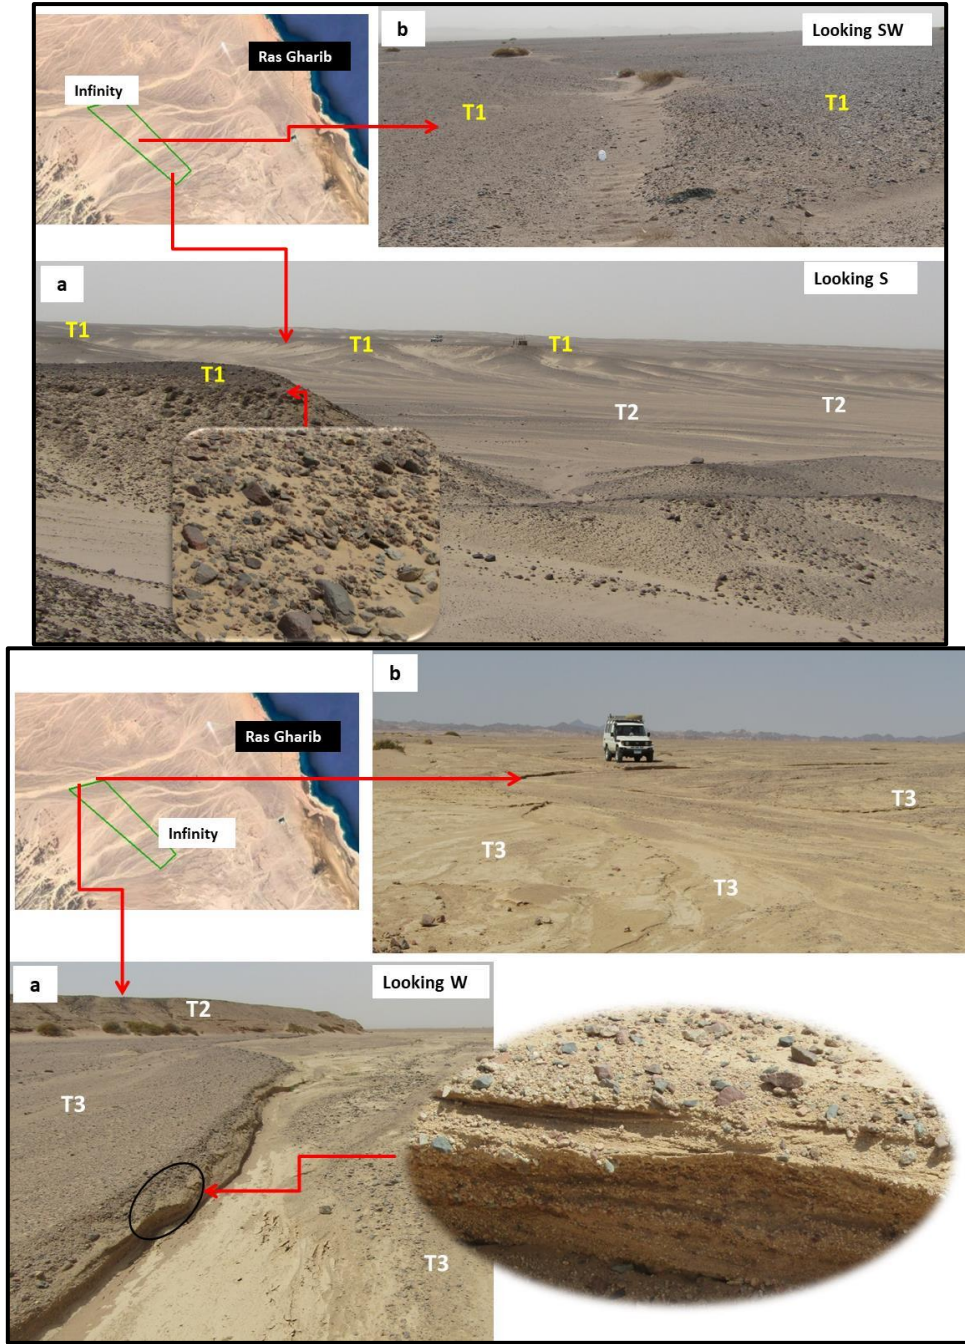 b
Looking SW
Ras Gharib
Infinity
T1
T1
a
Looking S
T1
T1
T1
T1
T2
T2
b
Ras Gharib
Infinity
T3
T3
T3
a
Looking W
T2
T3
T3